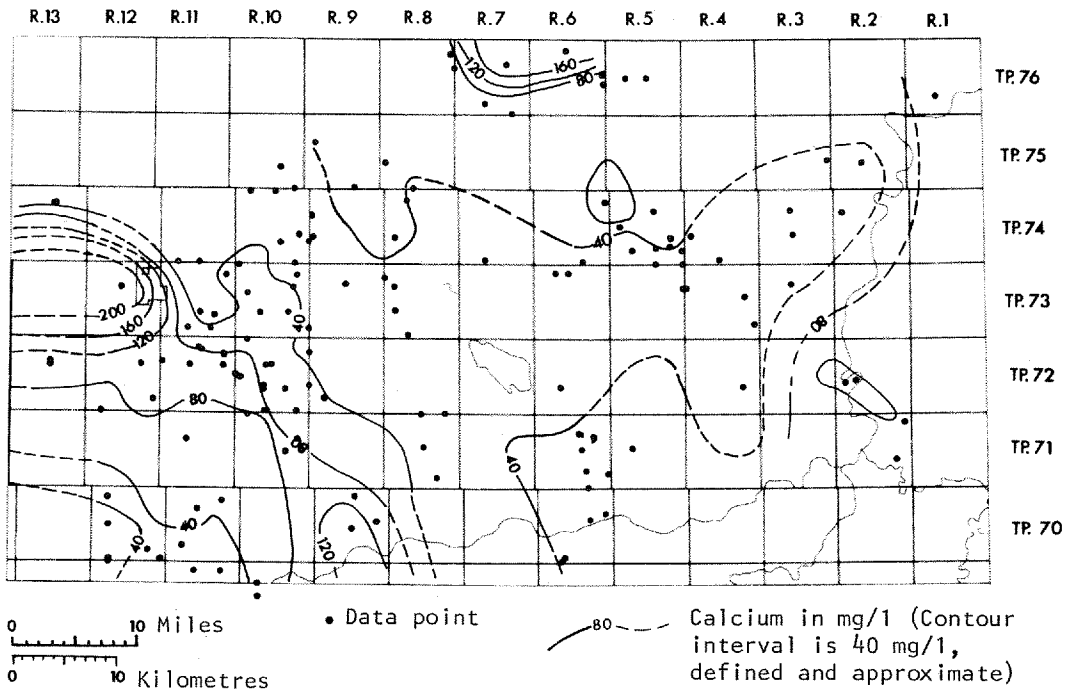 R.13 R.12 R.11 R.10 R.9 R.8 R.7 R.6 R.5 R.4 R.3 R.2 R.1
TP. 76
TP. 75
TP. 74
TP. 73
TP. 72
TP. 71
TP. 70
120
160
80
40
200
160
120
40
80
80
80
40
40
40
120
0 10 Miles
0 10 Kilometres
Data point
80
Calcium in mg/l (Contour
interval is 40 mg/l,
defined and approximate)